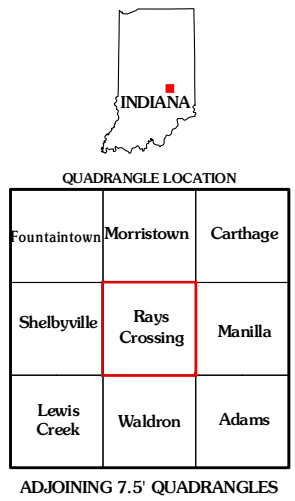 INDIANA
QUADRANGLE LOCATION
Fountaintown Morristown Carthage
Shelbyville Rays Crossing Manilla
Lewis Creek Waldron Adams
ADJOINING 7.5' QUADRANGLES